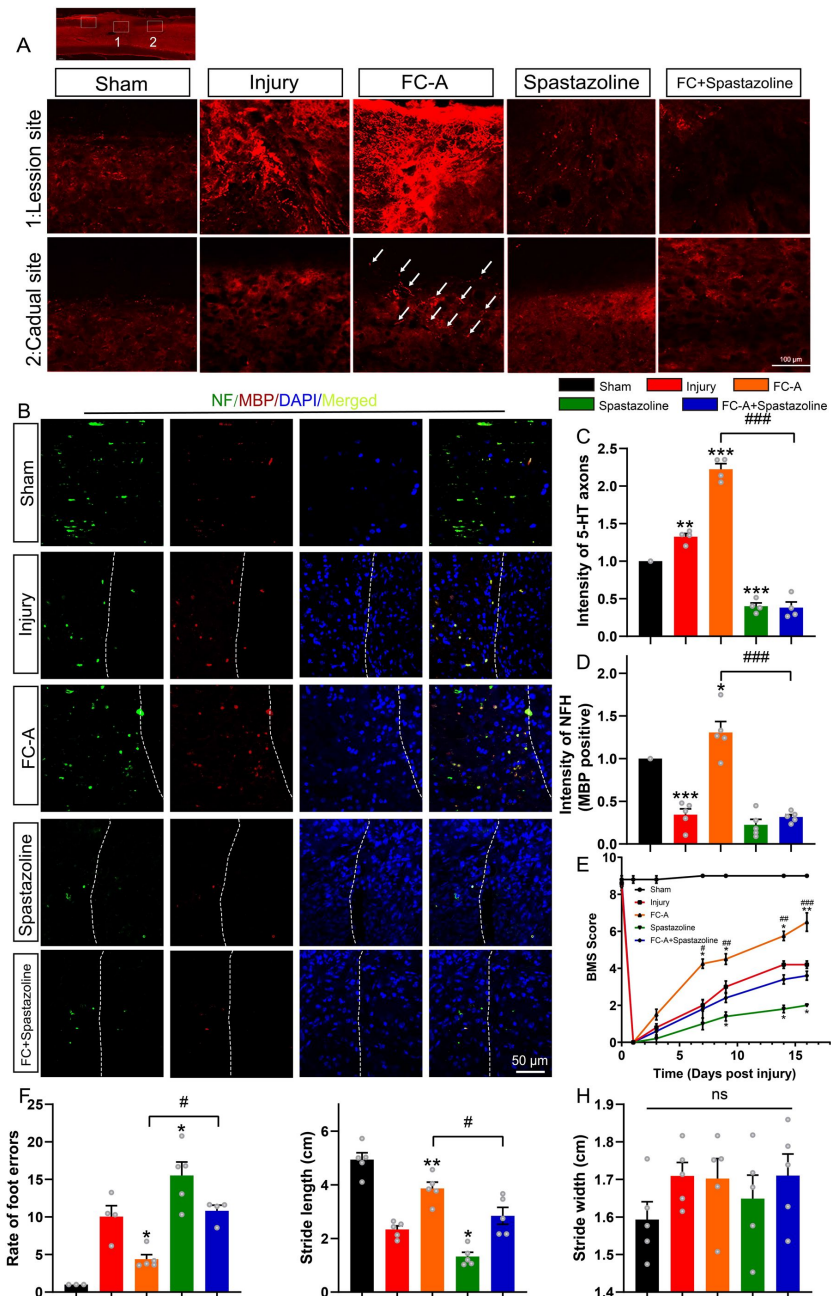 A
1
2
Sham
Injury
FC-A
Spastazoline
FC+Spastazoline
1:Lession site
2:Cadual site
100 μm
Sham
Injury
FC-A
Spastazoline
FC-A+Spastazoline
B
NF/MBP/DAPI/Merged
Sham
Injury
FC-A
Spastazoline
FC+Spastazoline
50 μm
C
Intensity of 5-HT axons
2.5
2.0
1.5
1.0
0.5
0.0
**
***
***
###
D
Intensity of NFH
(MBP positive)
2.0
1.5
1.0
0.5
0.0
***
*
###
E
BMS Score
10
8
6
4
2
0
Sham
Injury
FC-A
Spastazoline
FC-A+Spastazoline
#
*
##
*
##
*
###
**
*
*
*
0
5
10
15
Time (Days post injury)
F
Rate of foot errors
25
20
15
10
5
0
*
*
#
Stride length (cm)
6
4
2
0
**
*
#
H
Stride width (cm)
1.9
1.8
1.7
1.6
1.5
1.4
ns